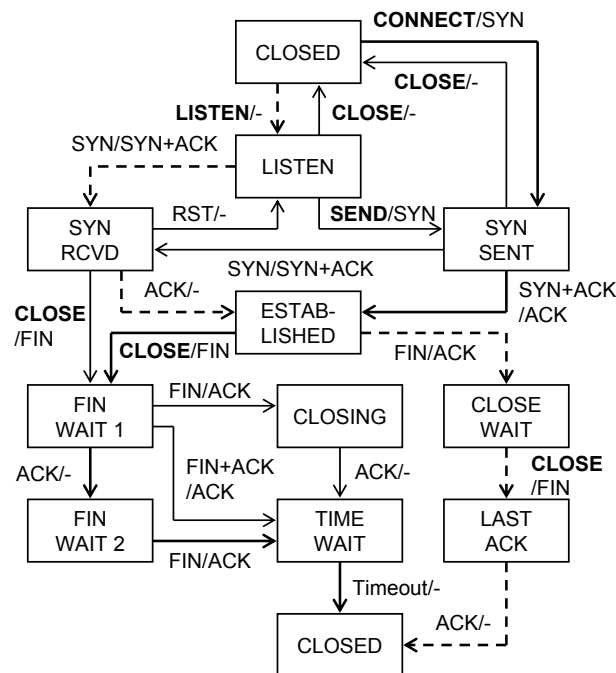 CONNECT/SYN
CLOSED
CLOSE/-
LISTEN/-
CLOSE/-
SYN/SYN+ACK
LISTEN
RST/-
SEND/SYN
SYN
RCVD
SYN
SENT
SYN/SYN+ACK
ACK/-
SYN+ACK
/ACK
CLOSE
/FIN
ESTAB-
LISHED
CLOSE/FIN
FIN/ACK
FIN
WAIT 1
FIN/ACK
CLOSING
CLOSE
WAIT
ACK/-
FIN+ACK
/ACK
ACK/-
CLOSE
/FIN
FIN
WAIT 2
FIN/ACK
TIME
WAIT
LAST
ACK
Timeout/-
ACK/-
CLOSED